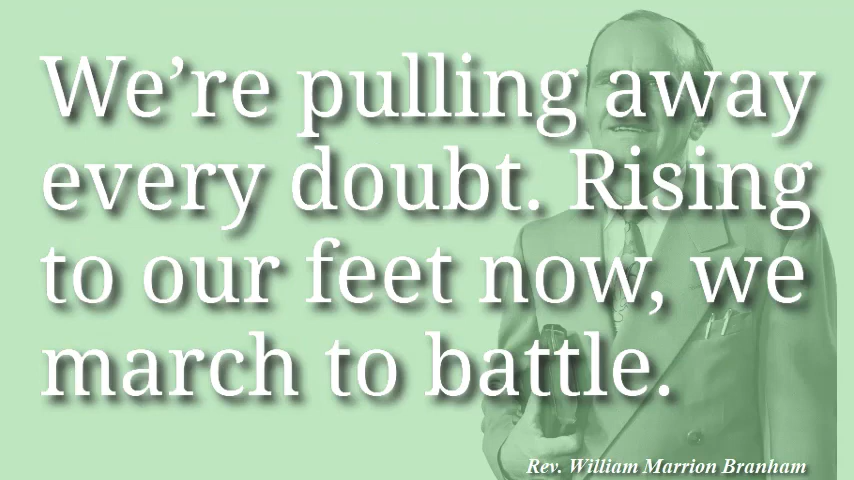 We’re pulling away
every doubt. Rising
to our feet now, we
march to battle.
Rev. William Marrion Branham